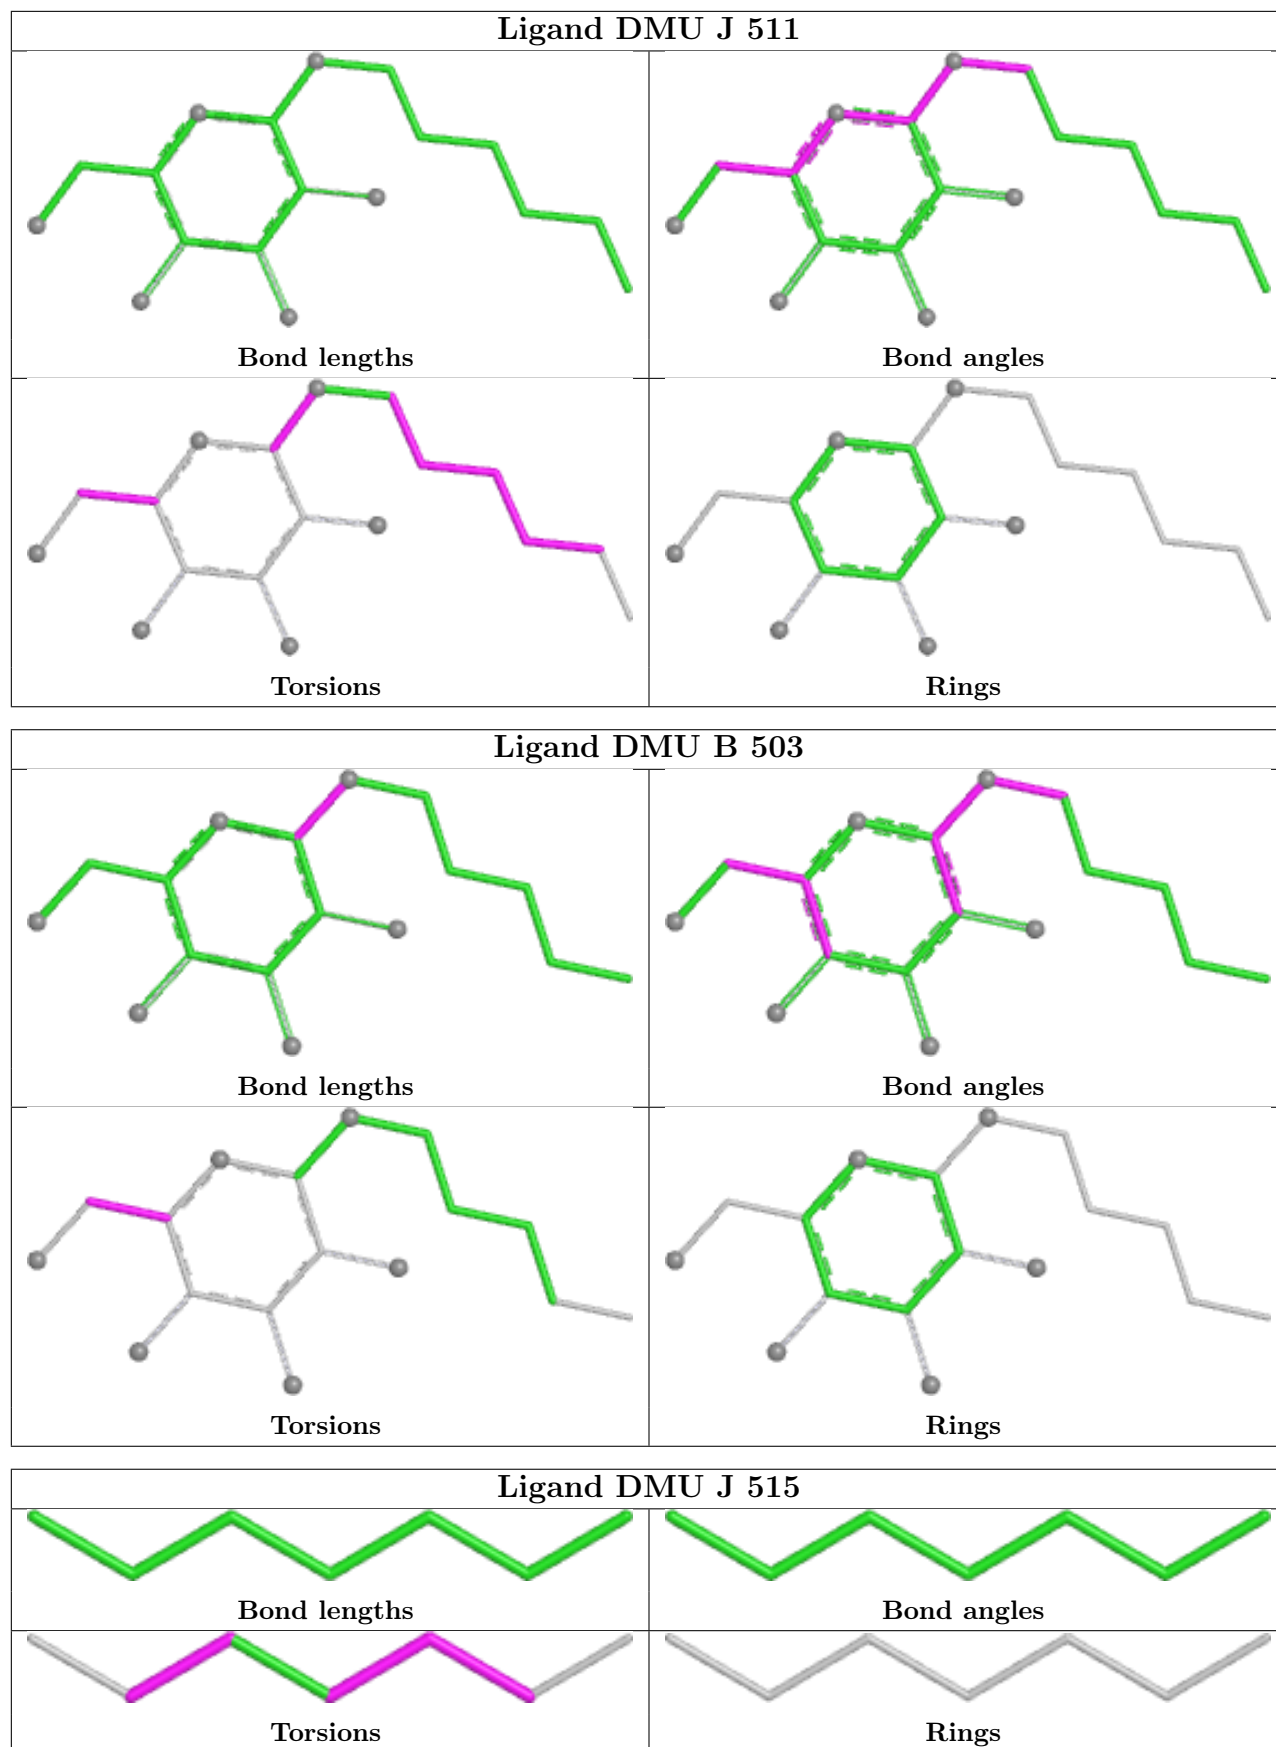 Ligand DMU J 511
Bond lengths
Bond angles
Torsions
Rings
Ligand DMU B 503
Bond lengths
Bond angles
Torsions
Rings
Ligand DMU J 515
Bond lengths
Bond angles
Torsions
Rings